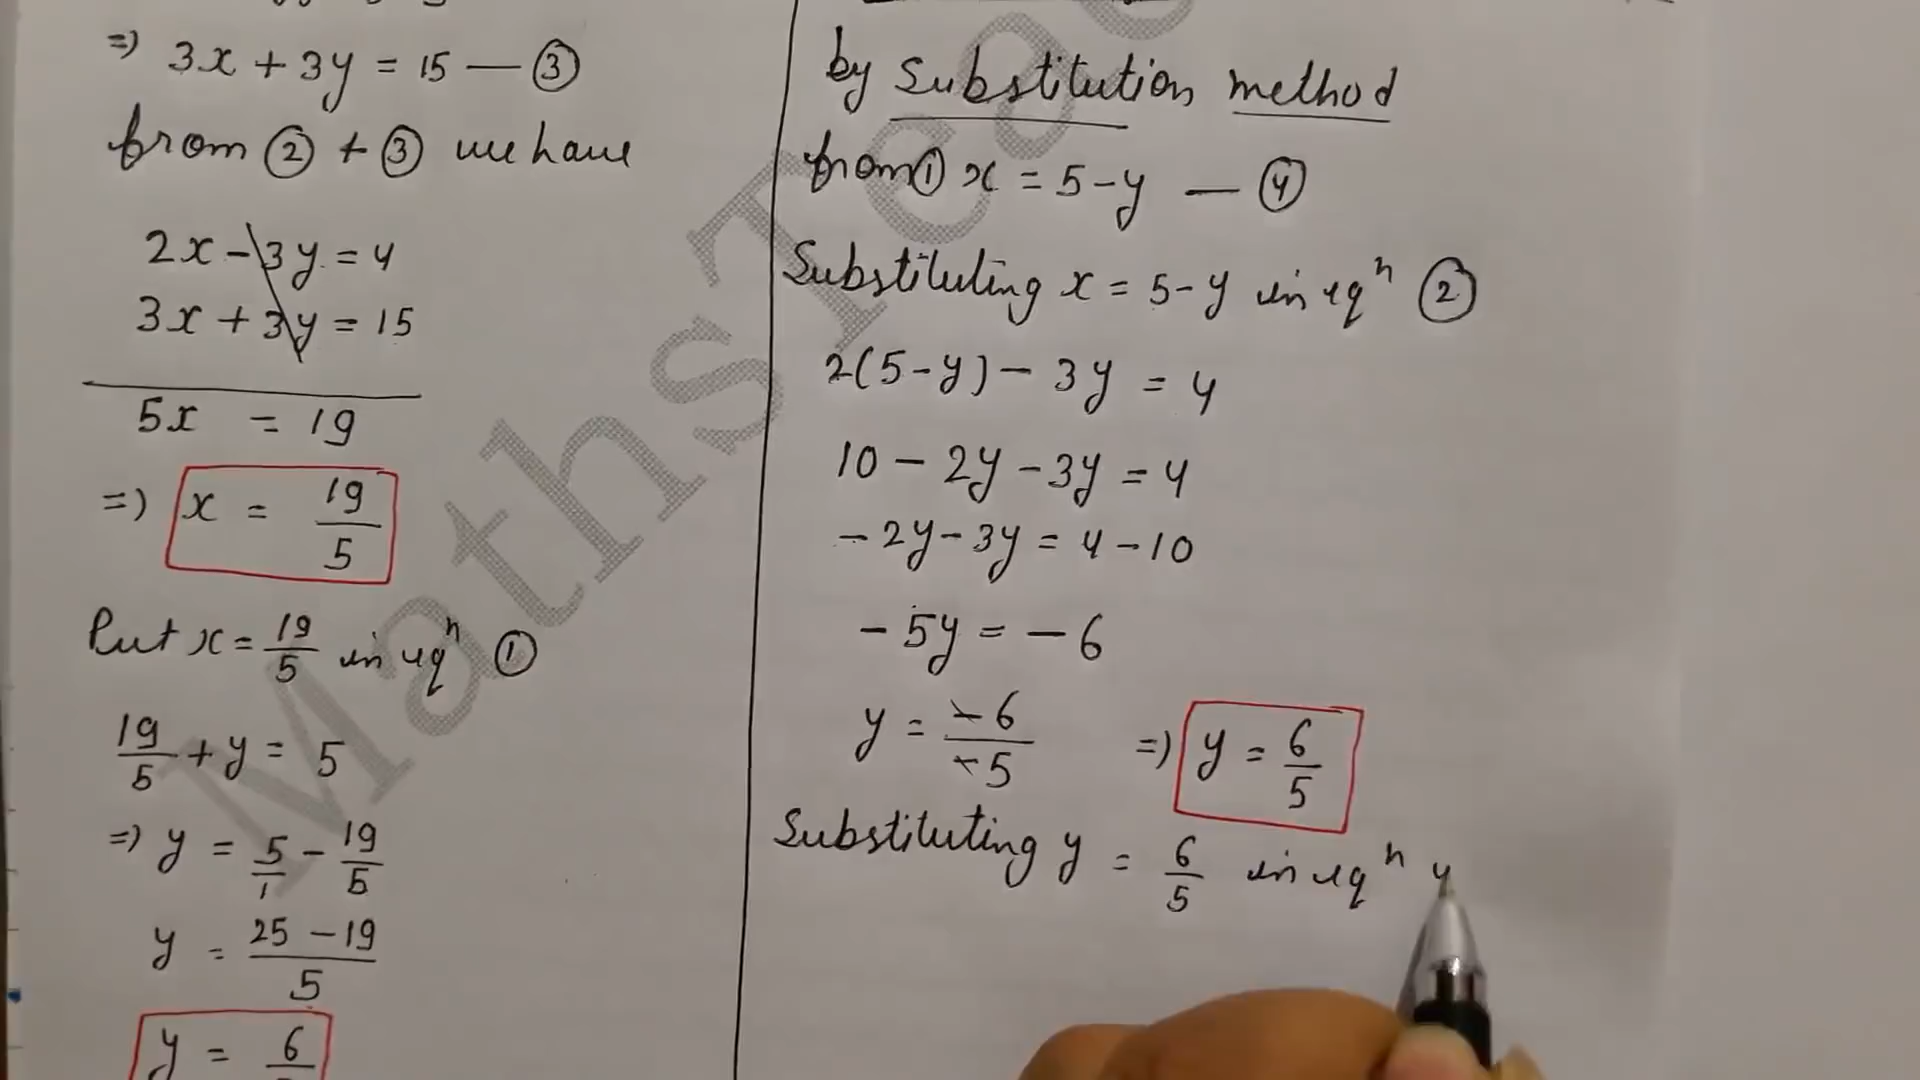 =) 3x + 3y = 15 — ③
from ② + ③ we have
2x - 3y = 4
3x + 3y = 15
5x = 19
=) x = 19/5
Put x = 19/5 in eqⁿ ①
19/5 + y = 5
=) y = 5/1 - 19/5
y = 25 - 19/5
y = 6
by substitution method
from ① x = 5 - y — ④
Substituting x = 5 - y in eqⁿ ②
2(5 - y) - 3y = 4
10 - 2y - 3y = 4
- 2y - 3y = 4 - 10
- 5y = - 6
y = -6/-5 =) y = 6/5
Substituting y = 6/5 in eqⁿ 4